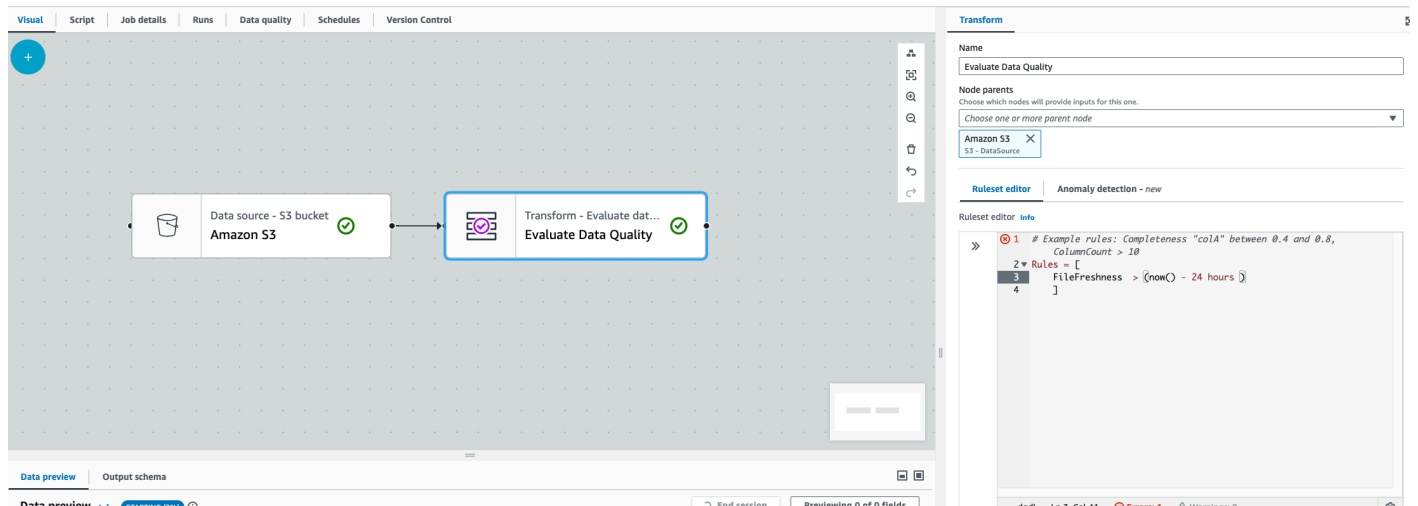 Visual Script Job details Runs Data quality Schedules Version Control
Transform
Name
Evaluate Data Quality
Node parents
Choose which nodes will provide inputs for this one.
Choose one or more parent node
Amazon S3
S3 - DataSource
Data source - S3 bucket
Amazon S3
Transform - Evaluate dat...
Evaluate Data Quality
Ruleset editor Anomaly detection - new
Ruleset editor Info
1 # Example rules: Completeness "colA" between 0.4 and 0.8,
ColumnCount > 10
2 Rules = [
3 FileFreshness > (now() - 24 hours )
4 ]
Data preview Output schema
Data preview
End session
Previewing 0 of 0 fields